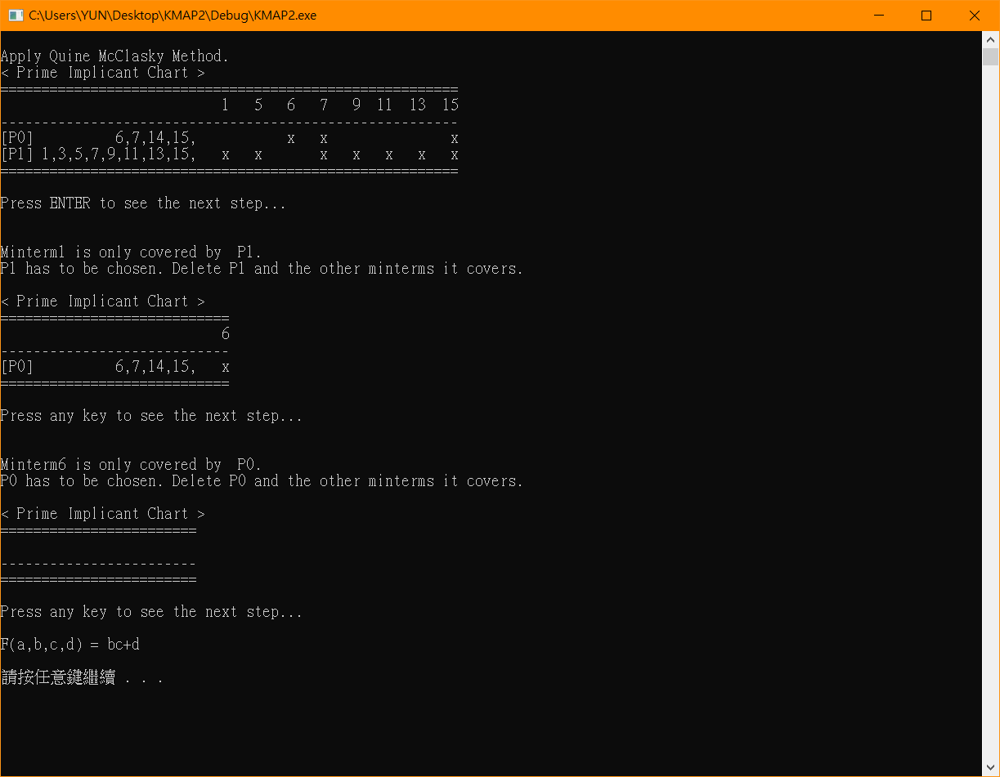 C:\Users\YUN\Desktop\KMAP2\Debug\KMAP2.exe
Apply Quine McClasky Method.
< Prime Implicant Chart >
========================================================
                           1   5   6   7   9  11  13  15
--------------------------------------------------------
[P0]          6,7,14,15,           x   x               x
[P1] 1,3,5,7,9,11,13,15,   x   x       x   x   x   x   x
========================================================
Press ENTER to see the next step...
Minterm1 is only covered by  P1.
P1 has to be chosen. Delete P1 and the other minterms it covers.
< Prime Implicant Chart >
============================
                           6
----------------------------
[P0]          6,7,14,15,   x
============================
Press any key to see the next step...
Minterm6 is only covered by  P0.
P0 has to be chosen. Delete P0 and the other minterms it covers.
< Prime Implicant Chart >
========================
------------------------
========================
Press any key to see the next step...
F(a,b,c,d) = bc+d
請按任意鍵繼續 . . .